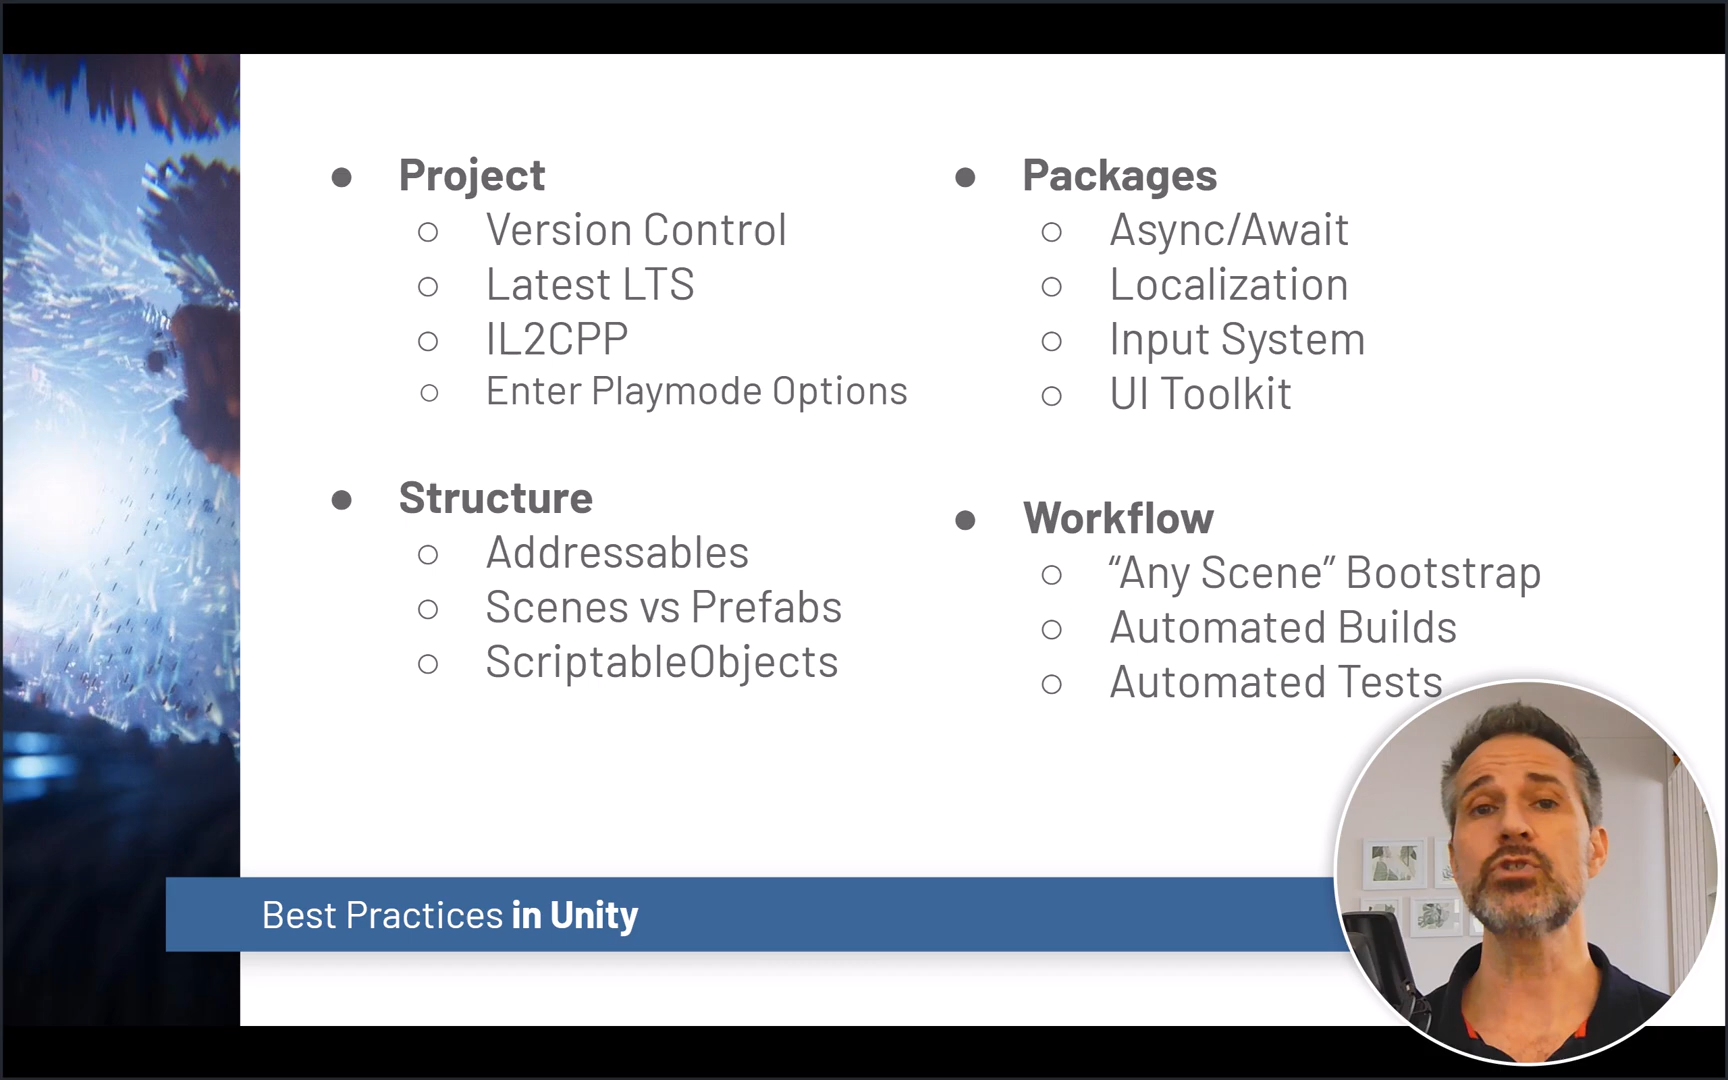 Project
Version Control
Latest LTS
IL2CPP
Enter Playmode Options
Structure
Addressables
Scenes vs Prefabs
ScriptableObjects
Packages
Async/Await
Localization
Input System
UI Toolkit
Workflow
“Any Scene” Bootstrap
Automated Builds
Automated Tests
Best Practices in Unity